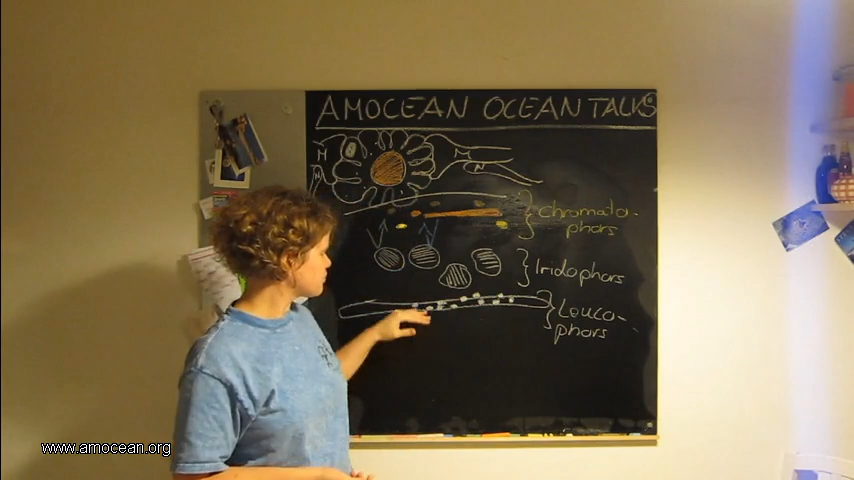 AMOCEAN OCEAN TALKS
M
M
M
N
Chromato-
phors
Iridophors
Leuco-
phors
www.amocean.org